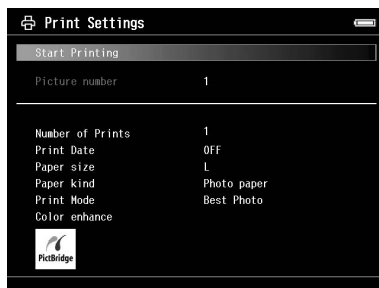 Print Settings
Start Printing
Picture number 1
Number of Prints 1
Print Date OFF
Paper size L
Paper kind Photo paper
Print Mode Best Photo
Color enhance
PictBridge